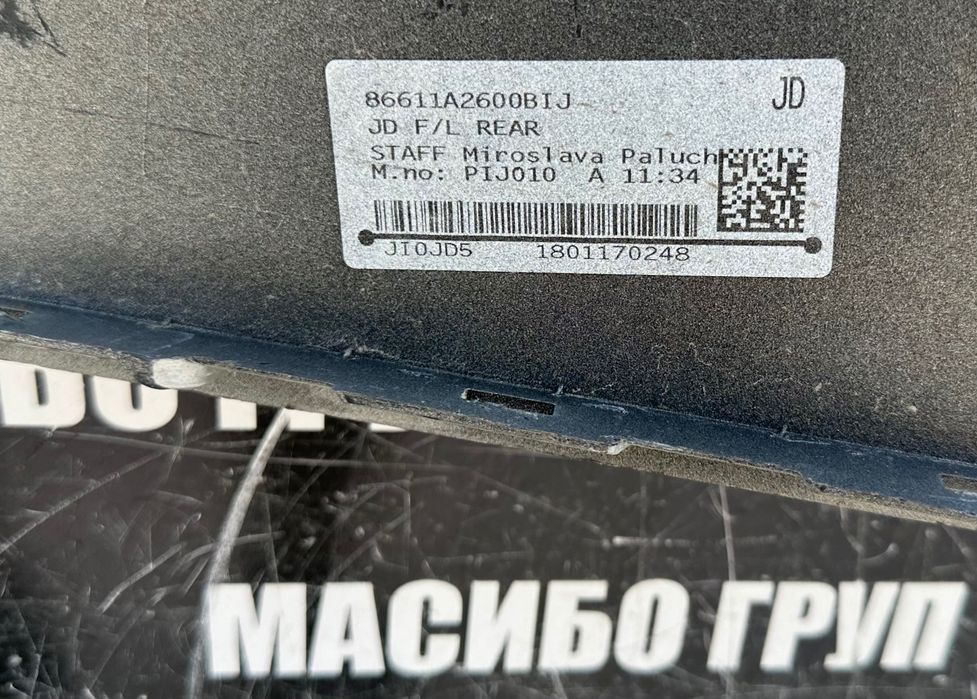 86611A2600BIJ
JD
JD F/L REAR
STAFF Miroslava Paluch
M.no: PIJ010 A 11:34
JI0JD5 1801170248
МАСИБО ГРУП